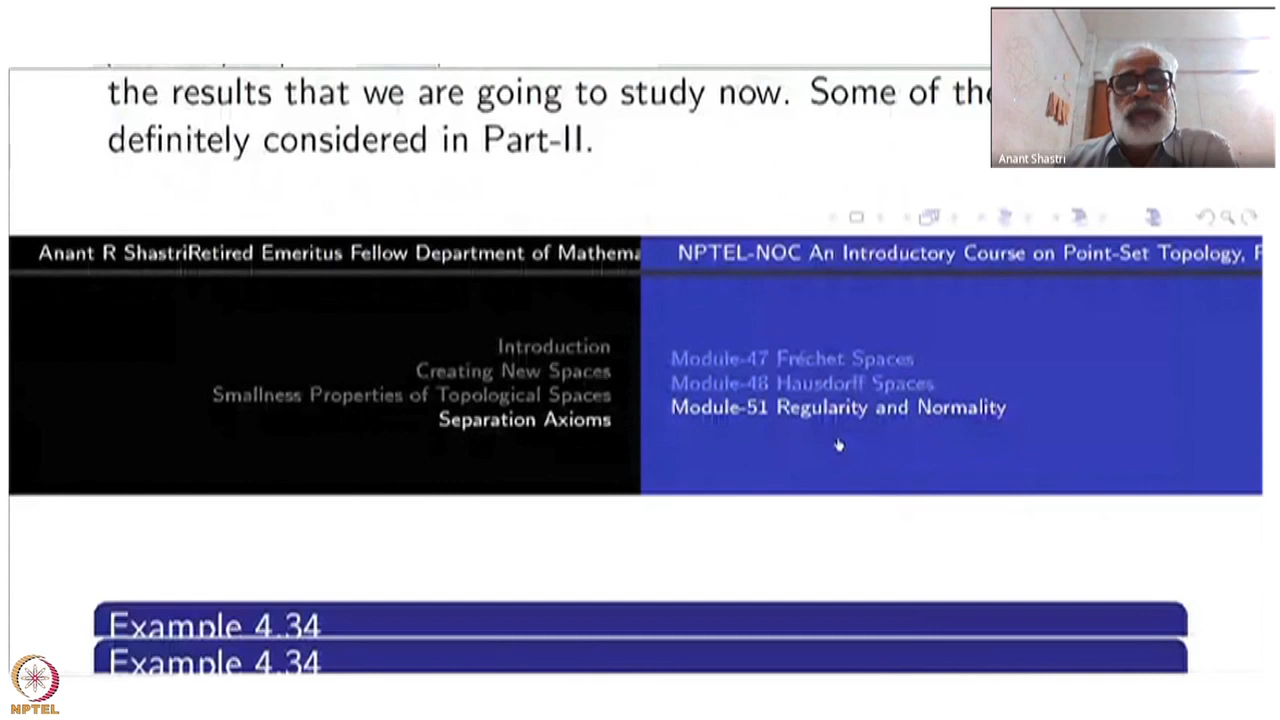 the results that we are going to study now. Some of the
definitely considered in Part-II.
Anant Shastri
Anant R ShastriRetired Emeritus Fellow Department of Mathema
NPTEL-NOC An Introductory Course on Point-Set Topology, P
Introduction
Creating New Spaces
Smallness Properties of Topological Spaces
Separation Axioms
Module-47 Fréchet Spaces
Module-48 Hausdorff Spaces
Module-51 Regularity and Normality
Example 4.34
Example 4.34
NPTEL